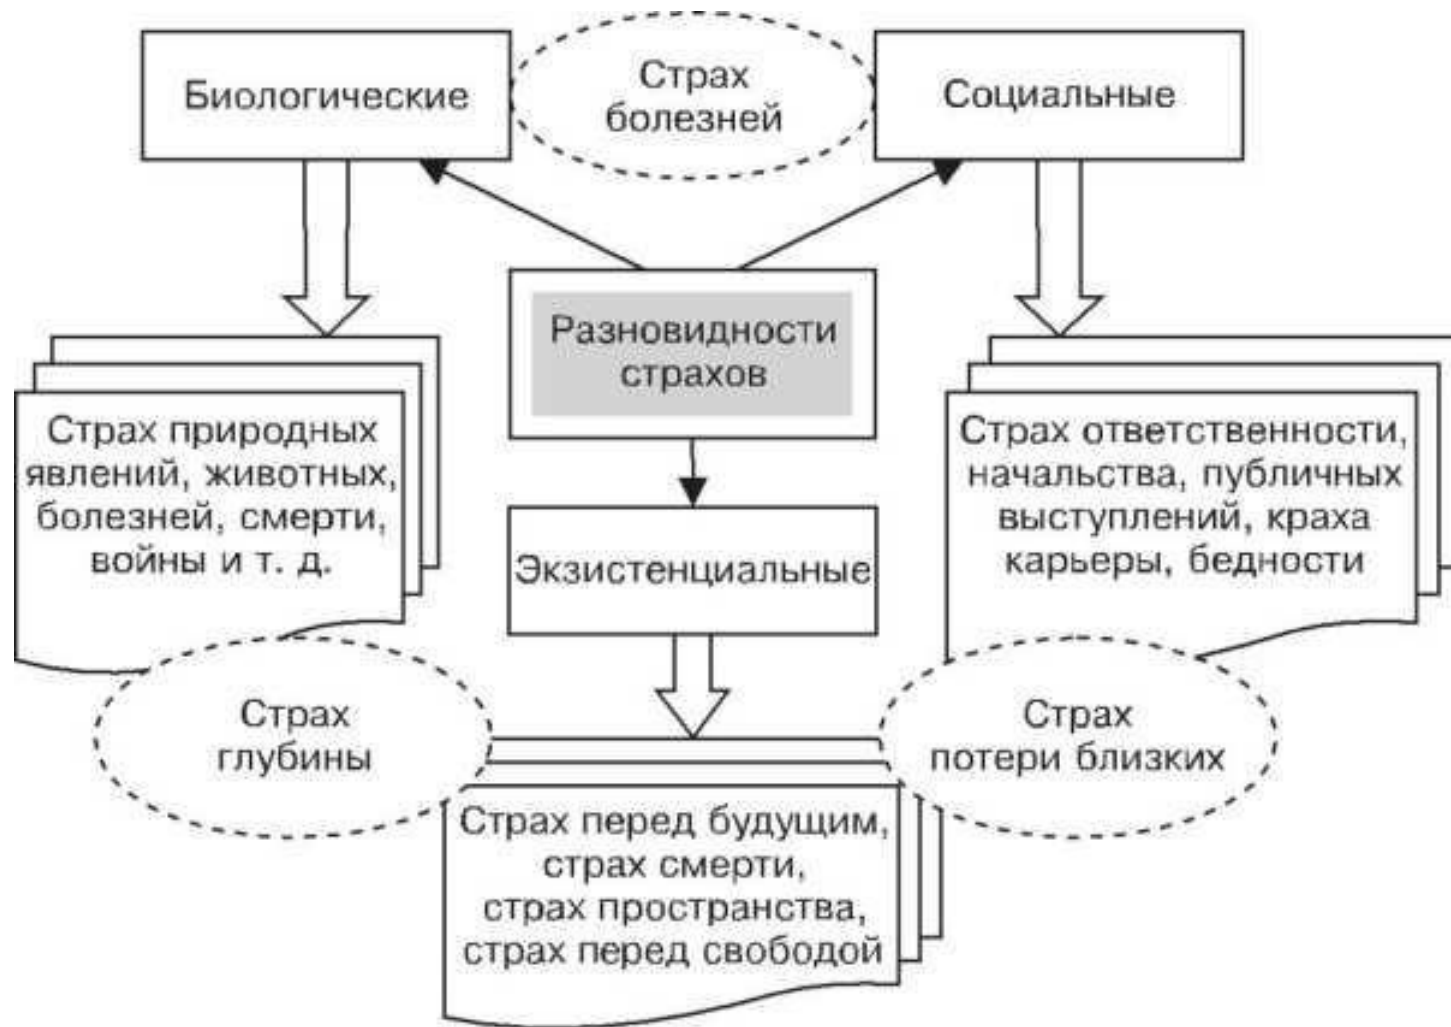 Биологические
Страх
болезней
Социальные
Разновидности
страхов
Страх природных
явлений, животных,
болезней, смерти,
войны и т. д.
Страх ответственности,
начальства, публичных
выступлений, краха
карьеры, бедности
Экзистенциальные
Страх
глубины
Страх
потери близких
Страх перед будущим,
страх смерти,
страх пространства,
страх перед свободой